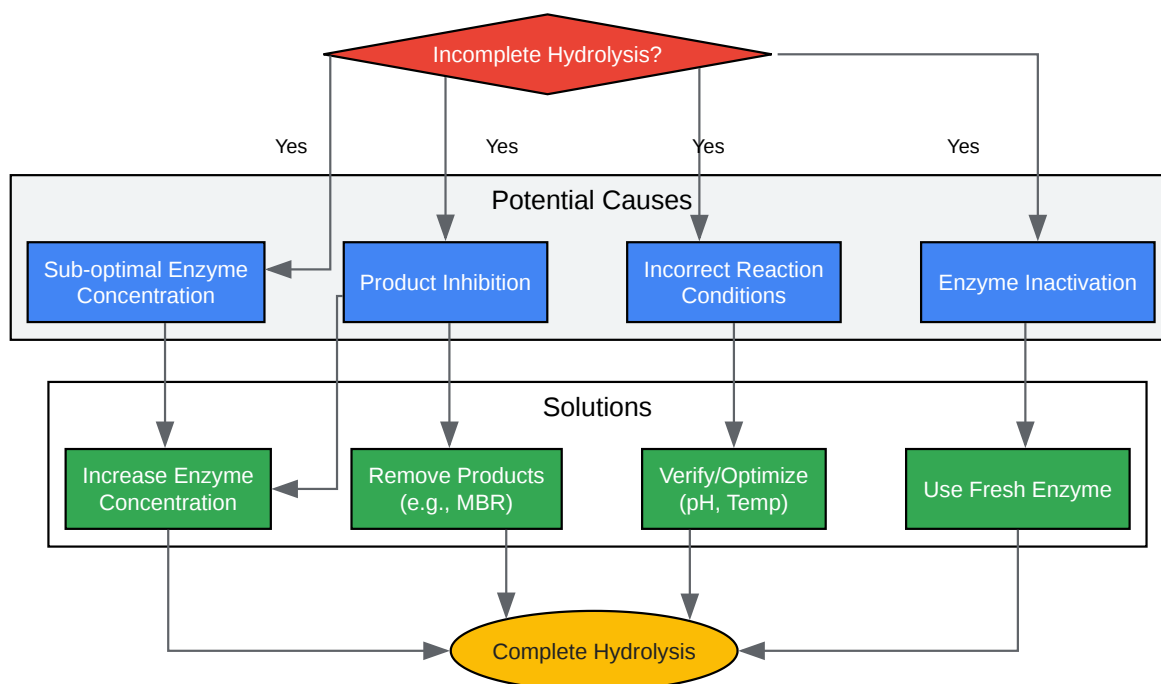 Incomplete Hydrolysis?
Yes
Yes
Yes
Yes
Potential Causes
Sub-optimal Enzyme
Concentration
Product Inhibition
Incorrect Reaction
Conditions
Enzyme Inactivation
Solutions
Increase Enzyme
Concentration
Remove Products
(e.g., MBR)
Verify/Optimize
(pH, Temp)
Use Fresh Enzyme
Complete Hydrolysis